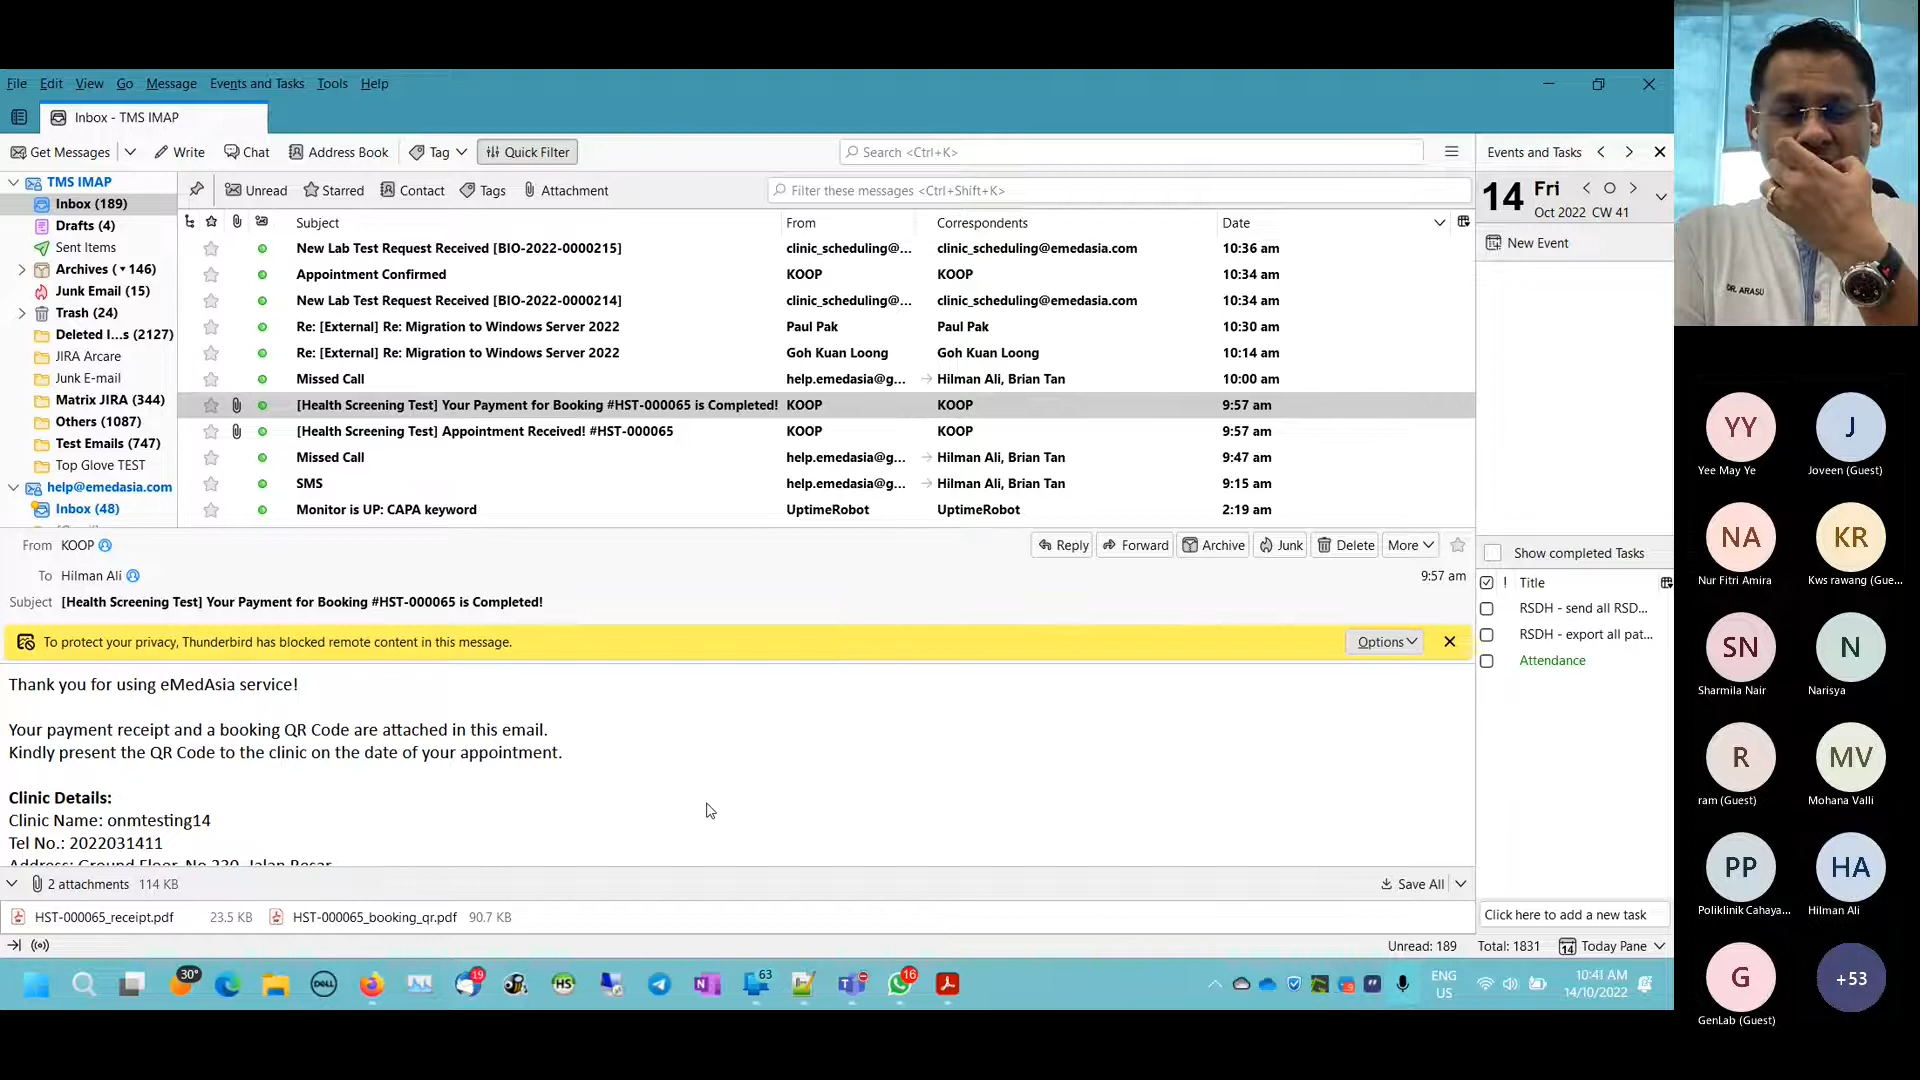 File Edit View Go Message Events and Tasks Tools Help
Inbox - TMS IMAP
Get Messages Write Chat Address Book Tag Quick Filter Search <Ctrl+K>
Unread Starred Contact Tags Attachment Filter these messages <Ctrl+Shift+K>
TMS IMAP
Inbox (189)
Drafts (4)
Sent Items
Archives (•146)
Junk Email (15)
Trash (24)
Deleted I...s (2127)
JIRA Arcare
Junk E-mail
Matrix JIRA (344)
Others (1087)
Test Emails (747)
Top Glove TEST
help@emedasia.com
Inbox (48)
Subject From Correspondents Date
New Lab Test Request Received [BIO-2022-0000215] clinic_scheduling@... clinic_scheduling@emedasia.com 10:36 am
Appointment Confirmed KOOP KOOP 10:34 am
New Lab Test Request Received [BIO-2022-0000214] clinic_scheduling@... clinic_scheduling@emedasia.com 10:34 am
Re: [External] Re: Migration to Windows Server 2022 Paul Pak Paul Pak 10:30 am
Re: [External] Re: Migration to Windows Server 2022 Goh Kuan Loong Goh Kuan Loong 10:14 am
Missed Call help.emedasia@g... Hilman Ali, Brian Tan 10:00 am
[Health Screening Test] Your Payment for Booking #HST-000065 is Completed! KOOP KOOP 9:57 am
[Health Screening Test] Appointment Received! #HST-000065 KOOP KOOP 9:57 am
Missed Call help.emedasia@g... Hilman Ali, Brian Tan 9:47 am
SMS help.emedasia@g... Hilman Ali, Brian Tan 9:15 am
Monitor is UP: CAPA keyword UptimeRobot UptimeRobot 2:19 am
From KOOP
Reply Forward Archive Junk Delete More
To Hilman Ali 9:57 am
Subject [Health Screening Test] Your Payment for Booking #HST-000065 is Completed!
To protect your privacy, Thunderbird has blocked remote content in this message. Options
Thank you for using eMedAsia service!
Your payment receipt and a booking QR Code are attached in this email.
Kindly present the QR Code to the clinic on the date of your appointment.
Clinic Details:
Clinic Name: onmtesting14
Tel No.: 2022031411
Address: Ground Floor, No 230, Jalan Besar
2 attachments 114 KB Save All
HST-000065_receipt.pdf 23.5 KB HST-000065_booking_qr.pdf 90.7 KB
Unread: 189 Total: 1831 14 Today Pane
Events and Tasks
14 Fri
Oct 2022 CW 41
New Event
Show completed Tasks
! Title
RSDH - send all RSD...
RSDH - export all pat...
Attendance
Click here to add a new task
30° DELL 19 HS N 63 T 16
ENG
US
10:41 AM
14/10/2022
DR. ARASU
YY J
Yee May Ye Joveen (Guest)
NA KR
Nur Fitri Amira Kws rawang (Gue...
SN N
Sharmila Nair Narisya
R MV
ram (Guest) Mohana Valli
PP HA
Poliklinik Cahaya... Hilman Ali
G +53
GenLab (Guest)